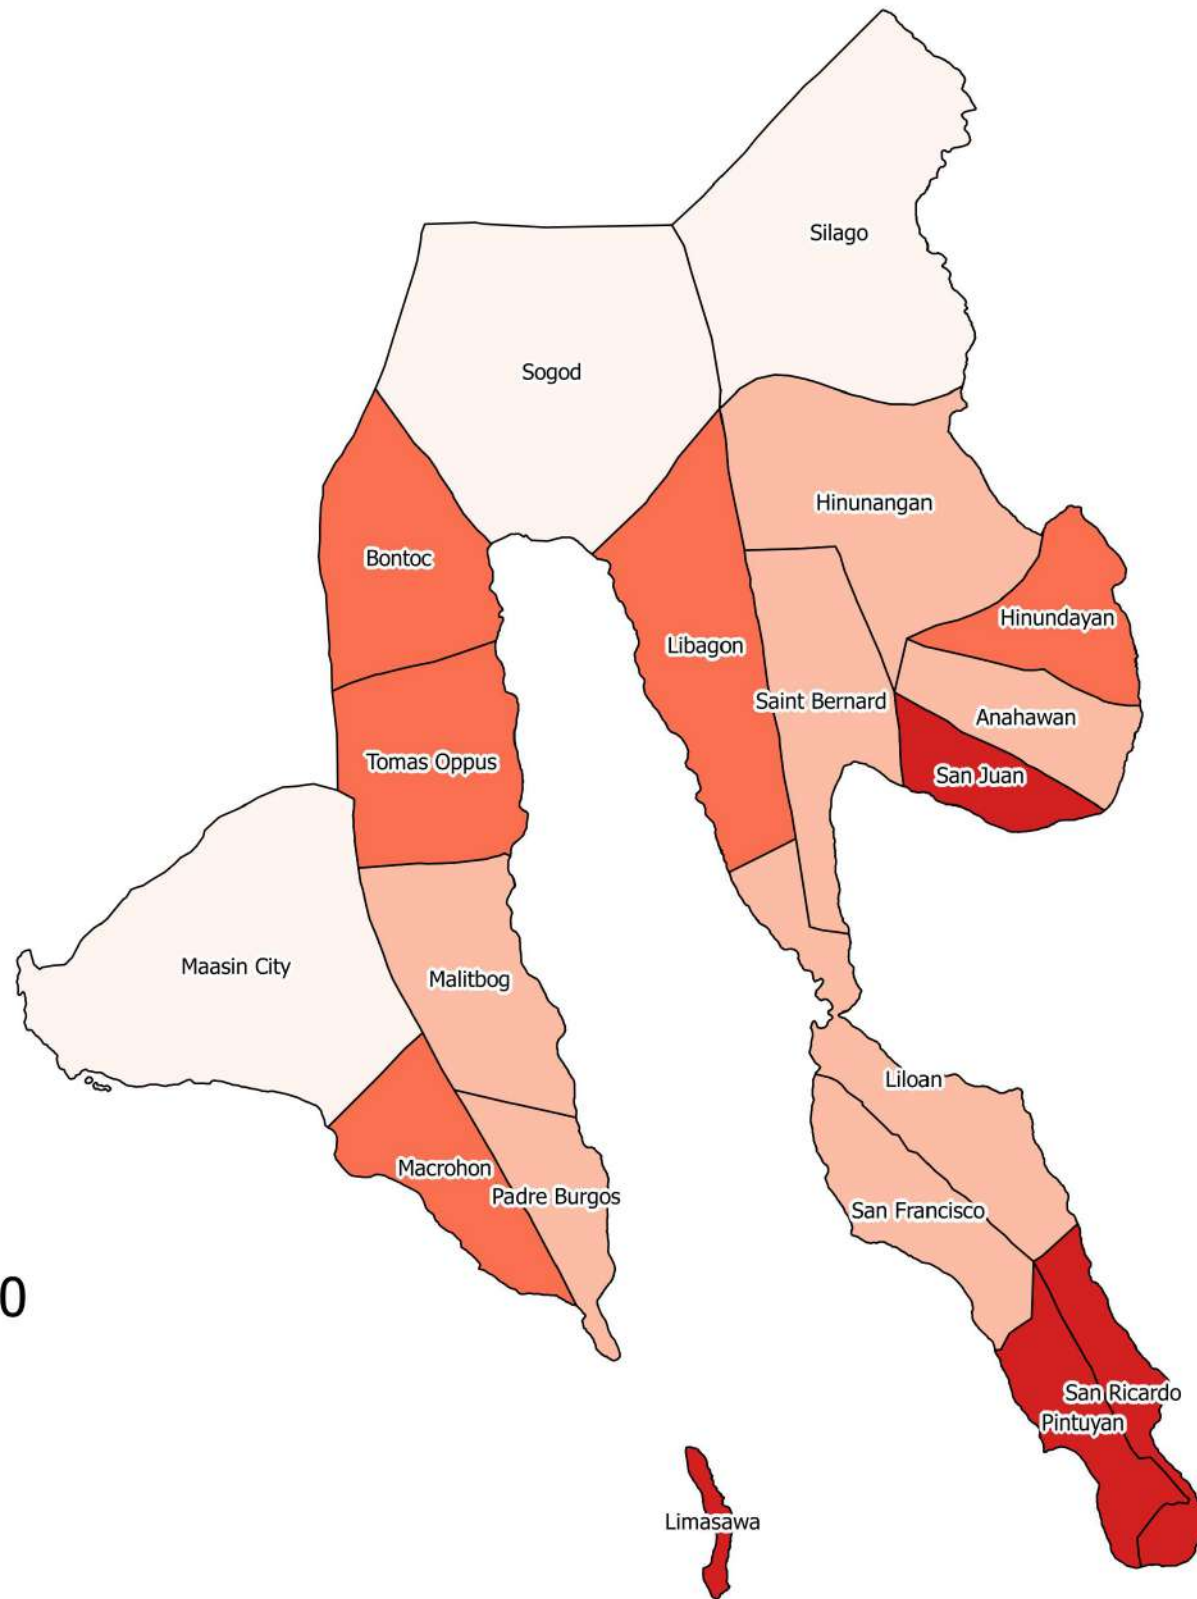 Silago
Sogod
Hinunangan
Bontoc
Hinundayan
Libagon
Saint Bernard
Anahawan
Tomas Oppus
San Juan
Maasin City
Malitbog
Liloan
Macrohon
Padre Burgos
San Francisco
0
San Ricardo
Pintuyan
Limasawa